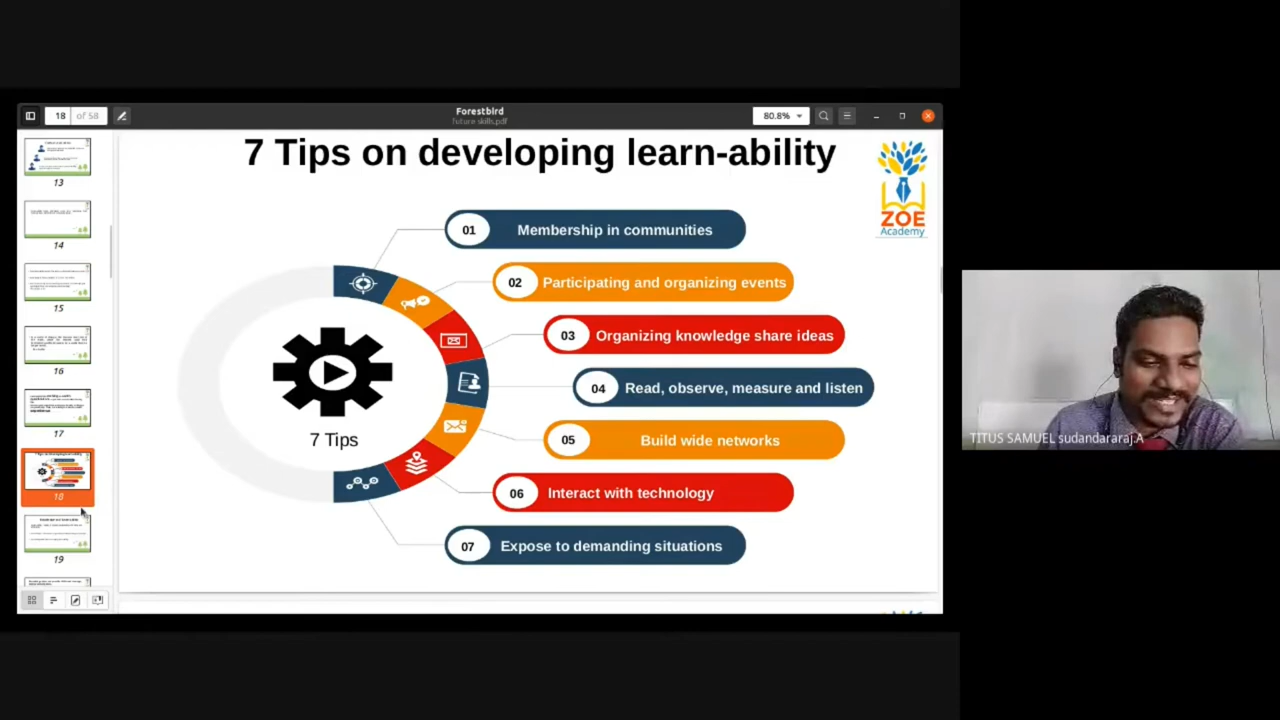 Forestbird
future skills.pdf
18 of 58
80.8%
7 Tips on developing learn-ability
ZOE
Academy
01 Membership in communities
02 Participating and organizing events
03 Organizing knowledge share ideas
04 Read, observe, measure and listen
05 Build wide networks
06 Interact with technology
07 Expose to demanding situations
7 Tips
13
14
15
16
17
18
19
TITUS SAMUEL sudandararaj.A